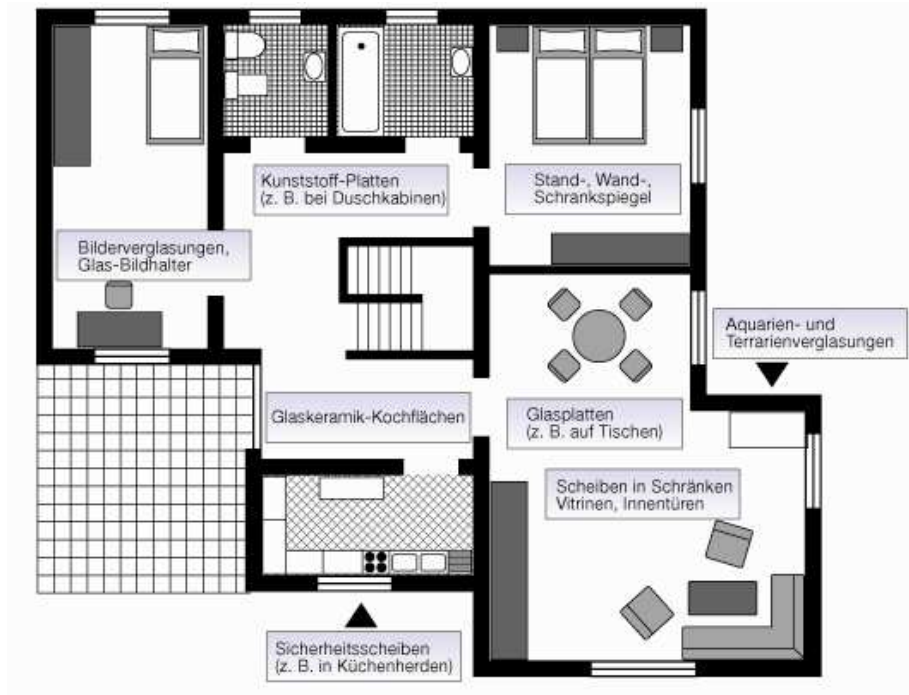 Kunststoff-Platten
(z. B. bei Duschkabinen)
Stand-, Wand-,
Schrankspiegel
Bilderverglasungen,
Glas-Bildhalter
Aquarien- und
Terrarienverglasungen
Glaskeramik-Kochflächen
Glasplatten
(z. B. auf Tischen)
Scheiben in Schränken
Vitrinen, Innentüren
Sicherheitsscheiben
(z. B. in Küchenherden)